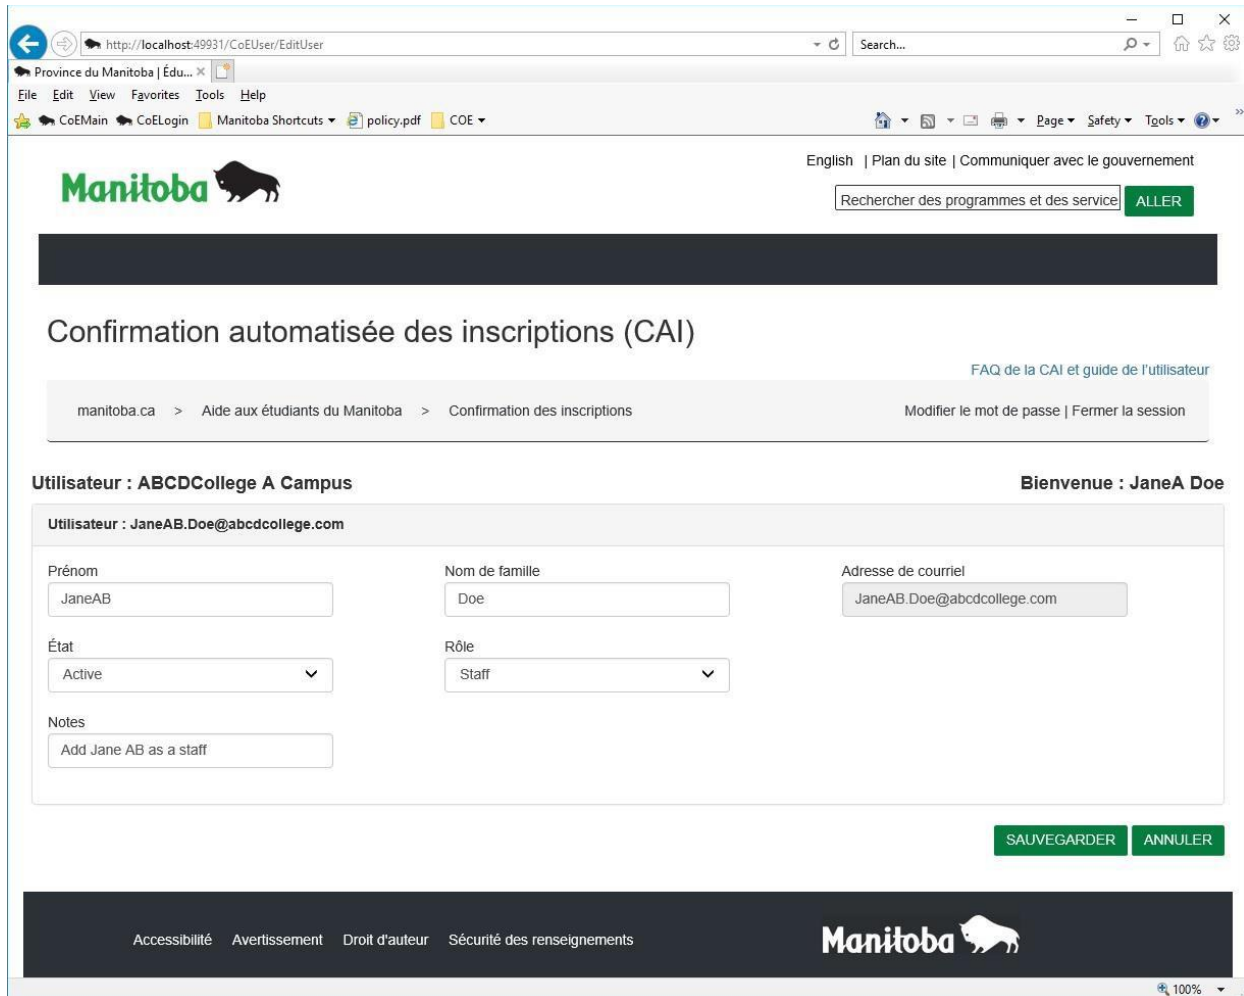 http://localhost:49931/CoEUser/EditUser
Search...
Province du Manitoba | Édu...
File Edit View Favorites Tools Help
CoEMain CoELogin Manitoba Shortcuts policy.pdf COE
Page Safety Tools
English | Plan du site | Communiquer avec le gouvernement
Manitoba
Rechercher des programmes et des service ALLER
Confirmation automatisée des inscriptions (CAI)
FAQ de la CAI et guide de l'utilisateur
manitoba.ca > Aide aux étudiants du Manitoba > Confirmation des inscriptions Modifier le mot de passe | Fermer la session
Utilisateur : ABCDCollege A Campus Bienvenue : JaneA Doe
Utilisateur : JaneAB.Doe@abcdcollege.com
Prénom Nom de famille Adresse de courriel
JaneAB Doe JaneAB.Doe@abcdcollege.com
État Rôle
Active Staff
Notes
Add Jane AB as a staff
SAUVEGARDER ANNULER
Accessibilité Avertissement Droit d'auteur Sécurité des renseignements Manitoba
100%